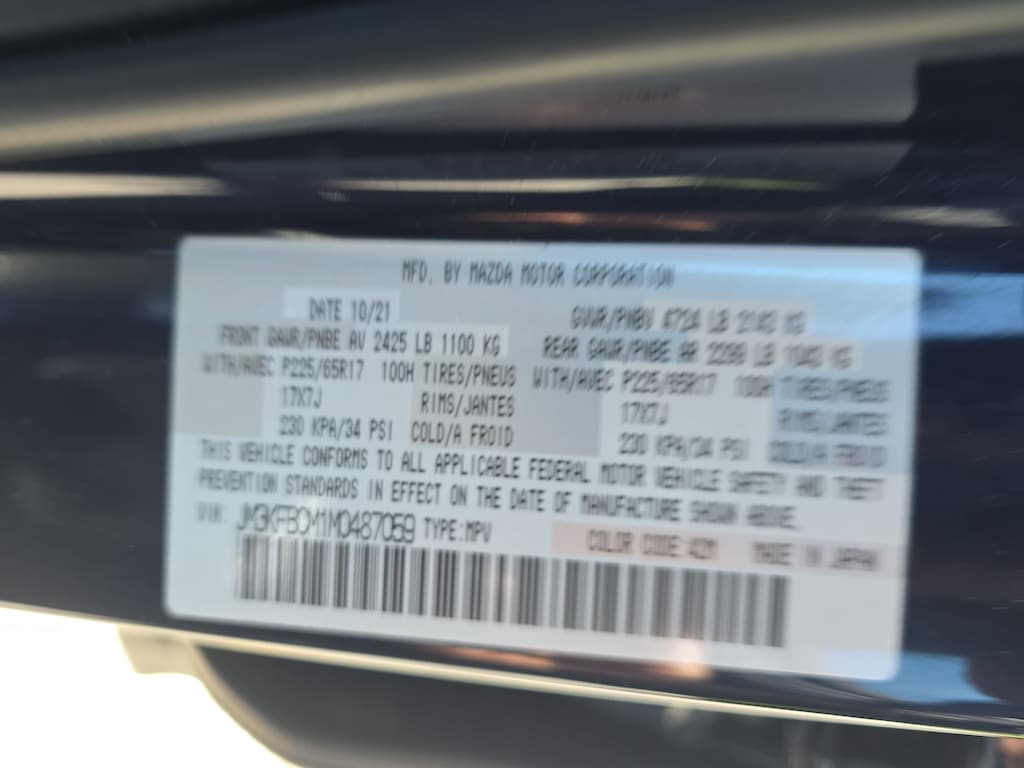 MFD. BY MAZDA MOTOR CORPORATION
DATE 10/21 GVWR/PNBV 4724 LB 2143 KG
FRONT GAWR/PNBE AV 2425 LB 1100 KG REAR GAWR/PNBE AR LB 1043 KG
WITH/AVEC P225/65R17 100H TIRES/PNEUS WITH/AVEC P225/65R17 100H TIRES/PNEUS
17X7J RIMS/JANTES 17X7J RIMS/JANTES
230 KPA/34 PSI COLD/A FROID 230 KPA/34 PSI COLD/A FROID
THIS VEHICLE CONFORMS TO ALL APPLICABLE FEDERAL MOTOR VEHICLE SAFETY AND THEFT
PREVENTION STANDARDS IN EFFECT ON THE DATE OF MANUFACTURE SHOWN ABOVE.
VIN: JM3KFBCM1M0487059 TYPE:MPV COLOR CODE 42M MADE IN JAPAN